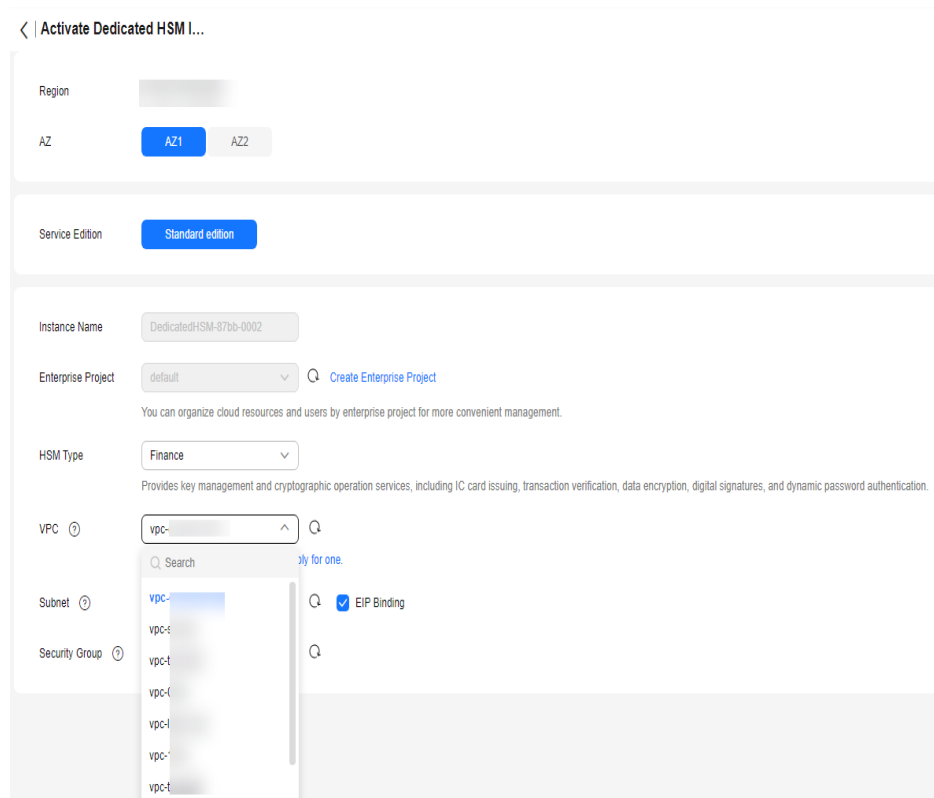 Activate Dedicated HSM I...
Region
AZ AZ1 AZ2
Service Edition Standard edition
Instance Name DedicatedHSM-87bb-0002
Enterprise Project default Create Enterprise Project
You can organize cloud resources and users by enterprise project for more convenient management.
HSM Type Finance
Provides key management and cryptographic operation services, including IC card issuing, transaction verification, data encryption, digital signatures, and dynamic password authentication.
VPC vpc-
Search
for one.
vpc-
Subnet EIP Binding
vpc-s
Security Group
vpc-t
vpc-0
vpc-l
vpc-1
vpc-t